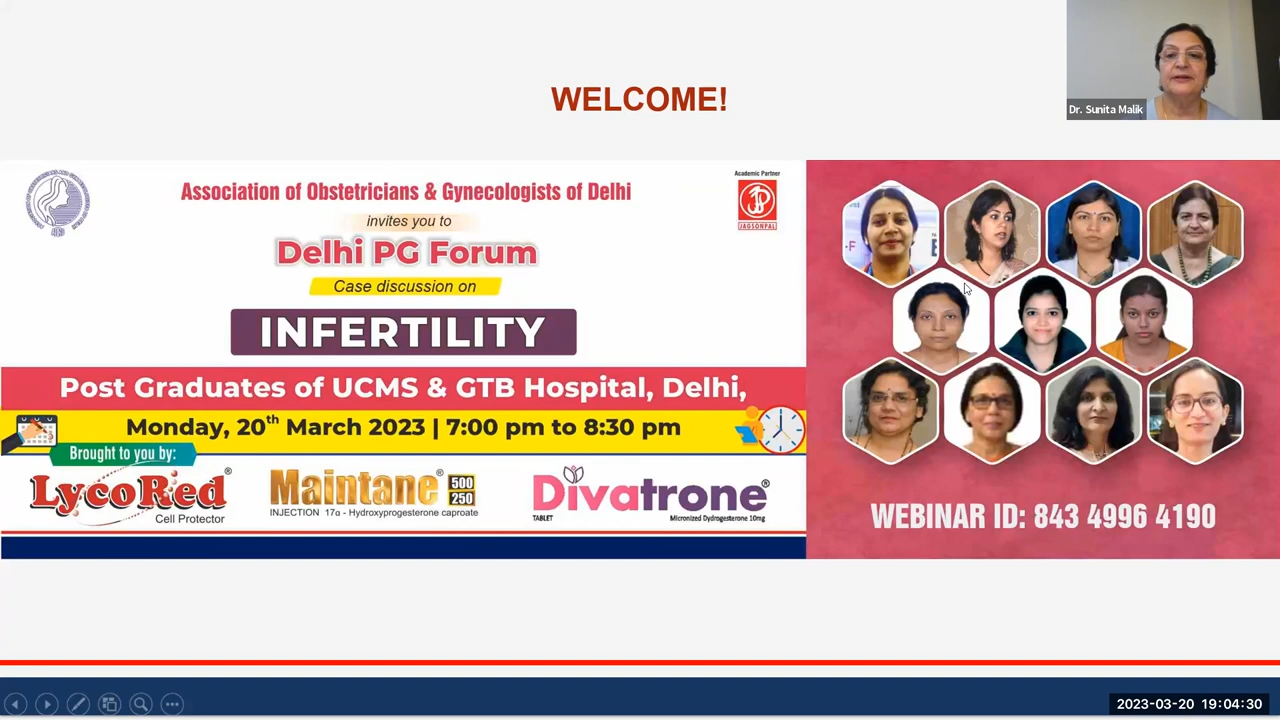 WELCOME!
Dr. Sunita Malik
Association of Obstetricians & Gynecologists of Delhi
invites you to
Delhi PG Forum
Case discussion on
INFERTILITY
Academic Partner
JAGSONPAL
Post Graduates of UCMS & GTB Hospital, Delhi,
Monday, 20th March 2023 | 7:00 pm to 8:30 pm
Brought to you by:
LycoRed®
Cell Protector
Maintane® 500 250
INJECTION 17α - Hydroxyprogesterone caproate
Divatrone®
TABLET Micronized Dydrogesterone 10mg
WEBINAR ID: 843 4996 4190
2023-03-20 19:04:30